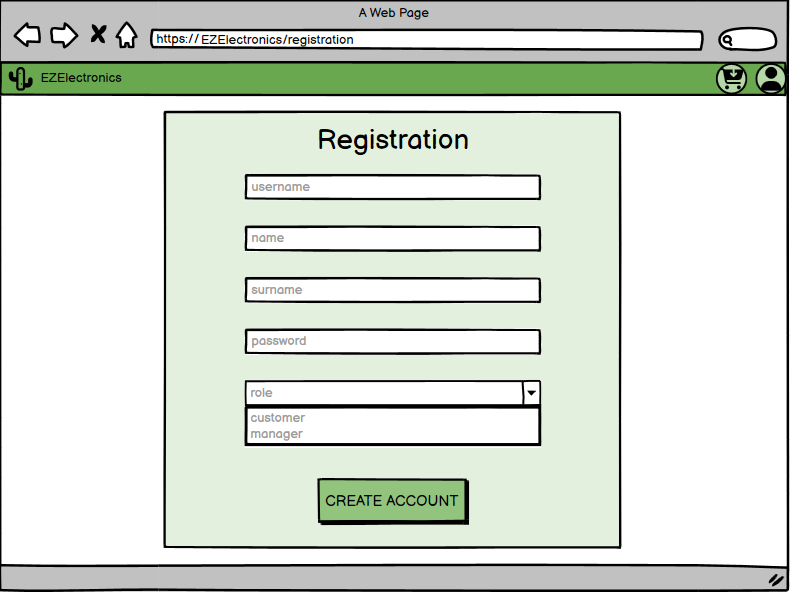 A Web Page
https:// EZElectronics/registration
EZElectronics
Registration
username
name
surname
password
role
customer
manager
CREATE ACCOUNT